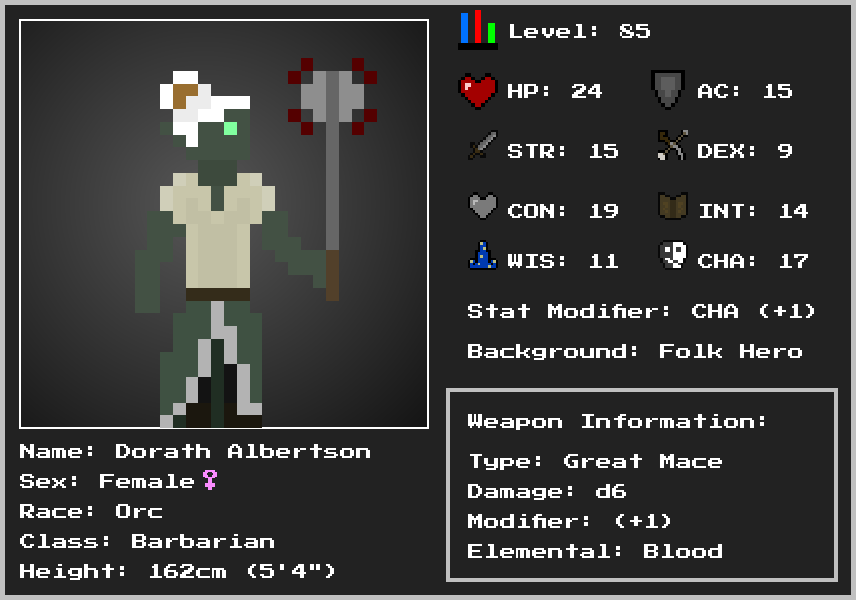 Level: 85
HP: 24
AC: 15
STR: 15
DEX: 9
CON: 19
INT: 14
WIS: 11
CHA: 17
Stat Modifier: CHA (+1)
Background: Folk Hero
Weapon Information:
Type: Great Mace
Damage: d6
Modifier: (+1)
Elemental: Blood
Name: Dorath Albertson
Sex: Female♀
Race: Orc
Class: Barbarian
Height: 162cm (5'4")